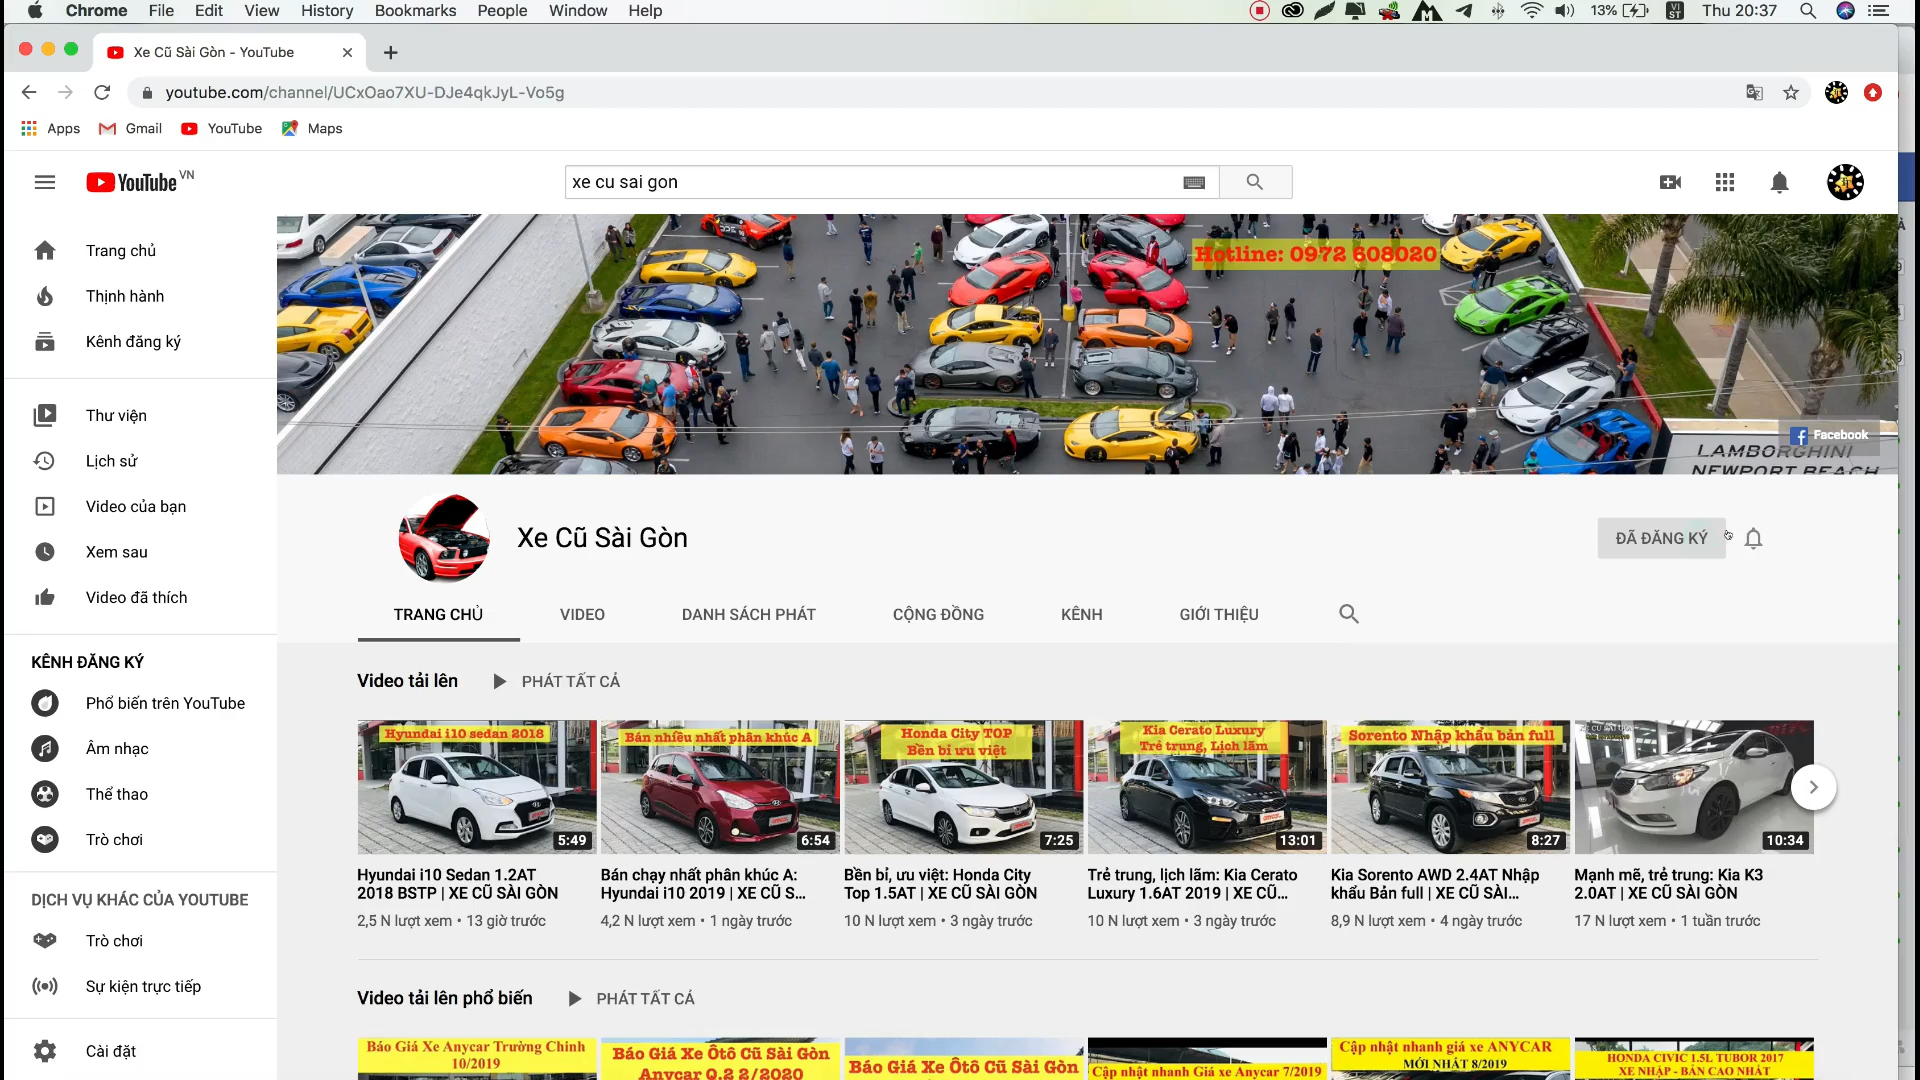 Chrome File Edit View History Bookmarks People Window Help
13% VI ST Thu 20:37
Xe Cũ Sài Gòn - YouTube
youtube.com/channel/UCxOao7XU-DJe4qkJyL-Vo5g
Apps Gmail YouTube Maps
YouTube VN
xe cu sai gon
Trang chủ
Thịnh hành
Kênh đăng ký
Thư viện
Lịch sử
Video của bạn
Xem sau
Video đã thích
KÊNH ĐĂNG KÝ
Phổ biến trên YouTube
Âm nhạc
Thể thao
Trò chơi
DỊCH VỤ KHÁC CỦA YOUTUBE
Trò chơi
Sự kiện trực tiếp
Cài đặt
Hotline: 0972 608020
Facebook
LAMBORGHINI
NEWPORT BEACH
Xe Cũ Sài Gòn
ĐÃ ĐĂNG KÝ
TRANG CHỦ VIDEO DANH SÁCH PHÁT CỘNG ĐỒNG KÊNH GIỚI THIỆU
Video tải lên PHÁT TẤT CẢ
Hyundai i10 sedan 2018
5:49
Hyundai i10 Sedan 1.2AT
2018 BSTP | XE CŨ SÀI GÒN
2,5 N lượt xem • 13 giờ trước
Bán nhiều nhất phân khúc A
6:54
Bán chạy nhất phân khúc A:
Hyundai i10 2019 | XE CŨ S...
4,2 N lượt xem • 1 ngày trước
Honda City TOP
Bền bỉ ưu việt
7:25
Bền bỉ, ưu việt: Honda City
Top 1.5AT | XE CŨ SÀI GÒN
10 N lượt xem • 3 ngày trước
Kia Cerato Luxury
Trẻ trung, Lịch lãm
13:01
Trẻ trung, lịch lãm: Kia Cerato
Luxury 1.6AT 2019 | XE CŨ...
10 N lượt xem • 3 ngày trước
Sorento Nhập khẩu bản full
8:27
Kia Sorento AWD 2.4AT Nhập
khẩu Bản full | XE CŨ SÀI...
8,9 N lượt xem • 4 ngày trước
10:34
Mạnh mẽ, trẻ trung: Kia K3
2.0AT | XE CŨ SÀI GÒN
17 N lượt xem • 1 tuần trước
Video tải lên phổ biến PHÁT TẤT CẢ
Báo Giá Xe Anycar Trường Chinh
10/2019
Báo Giá Xe Ôtô Cũ Sài Gòn
Anycar Q.2 2/2020
Báo Giá Xe Ôtô Cũ Sài Gòn
Cập nhật nhanh Giá xe Anycar 7/2019
Cập nhật nhanh giá xe ANYCAR
MỚI NHẤT 8/2019
HONDA CIVIC 1.5L TUBOR 2017
XE NHẬP - BẢN CAO NHẤT